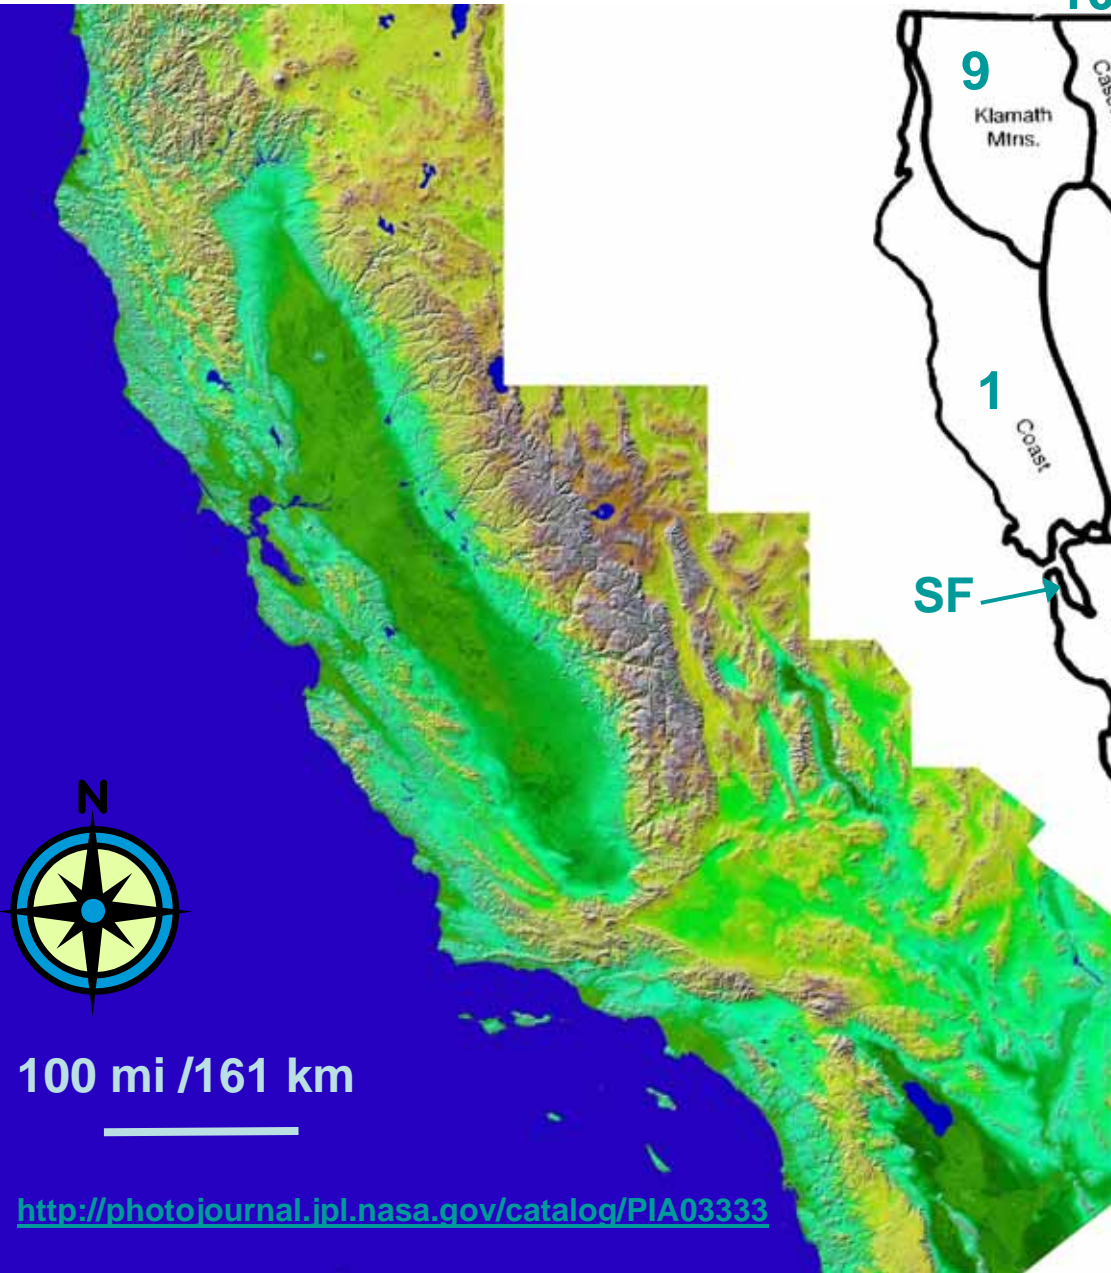 9
Klamath
Mtns.
1
Coast
SF
N
100 mi /161 km
http://photojournal.jpl.nasa.gov/catalog/PIA03333